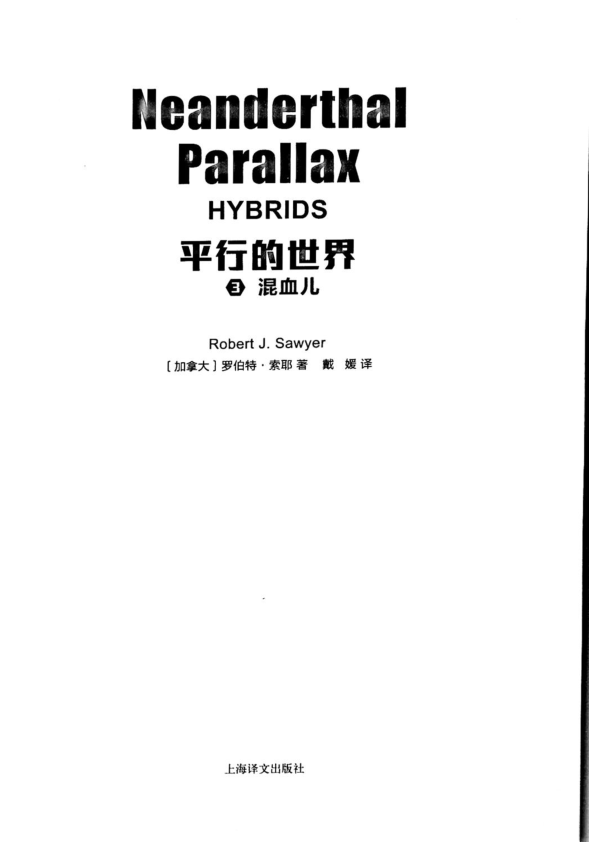 Neanderthal
Parallax
HYBRIDS
平行的世界
3 混血儿
Robert J. Sawyer
[加拿大]罗伯特·索耶 著 戴 媛 译
上海译文出版社